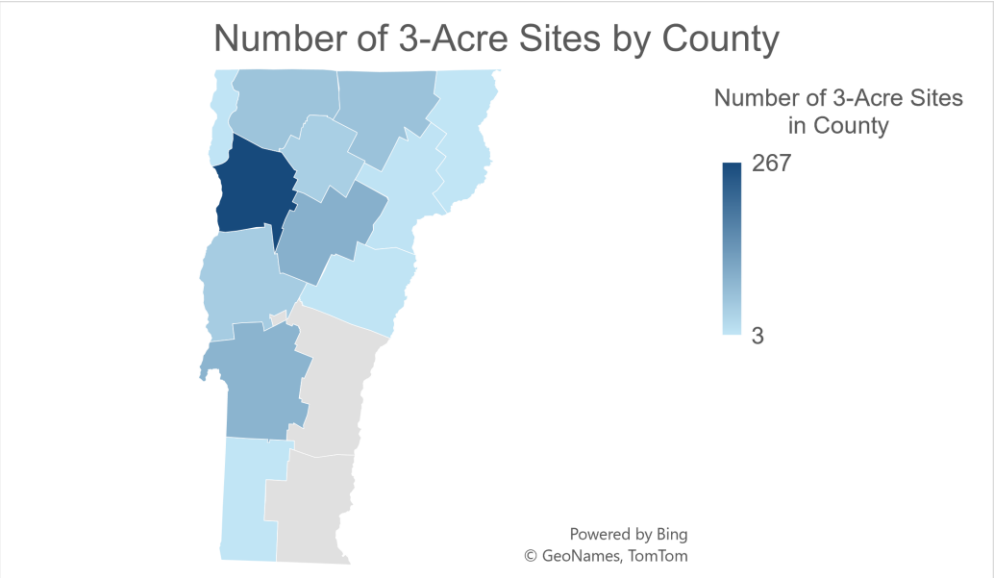 Number of 3-Acre Sites by County
Number of 3-Acre Sites
in County
267
3
Powered by Bing
© GeoNames, TomTom